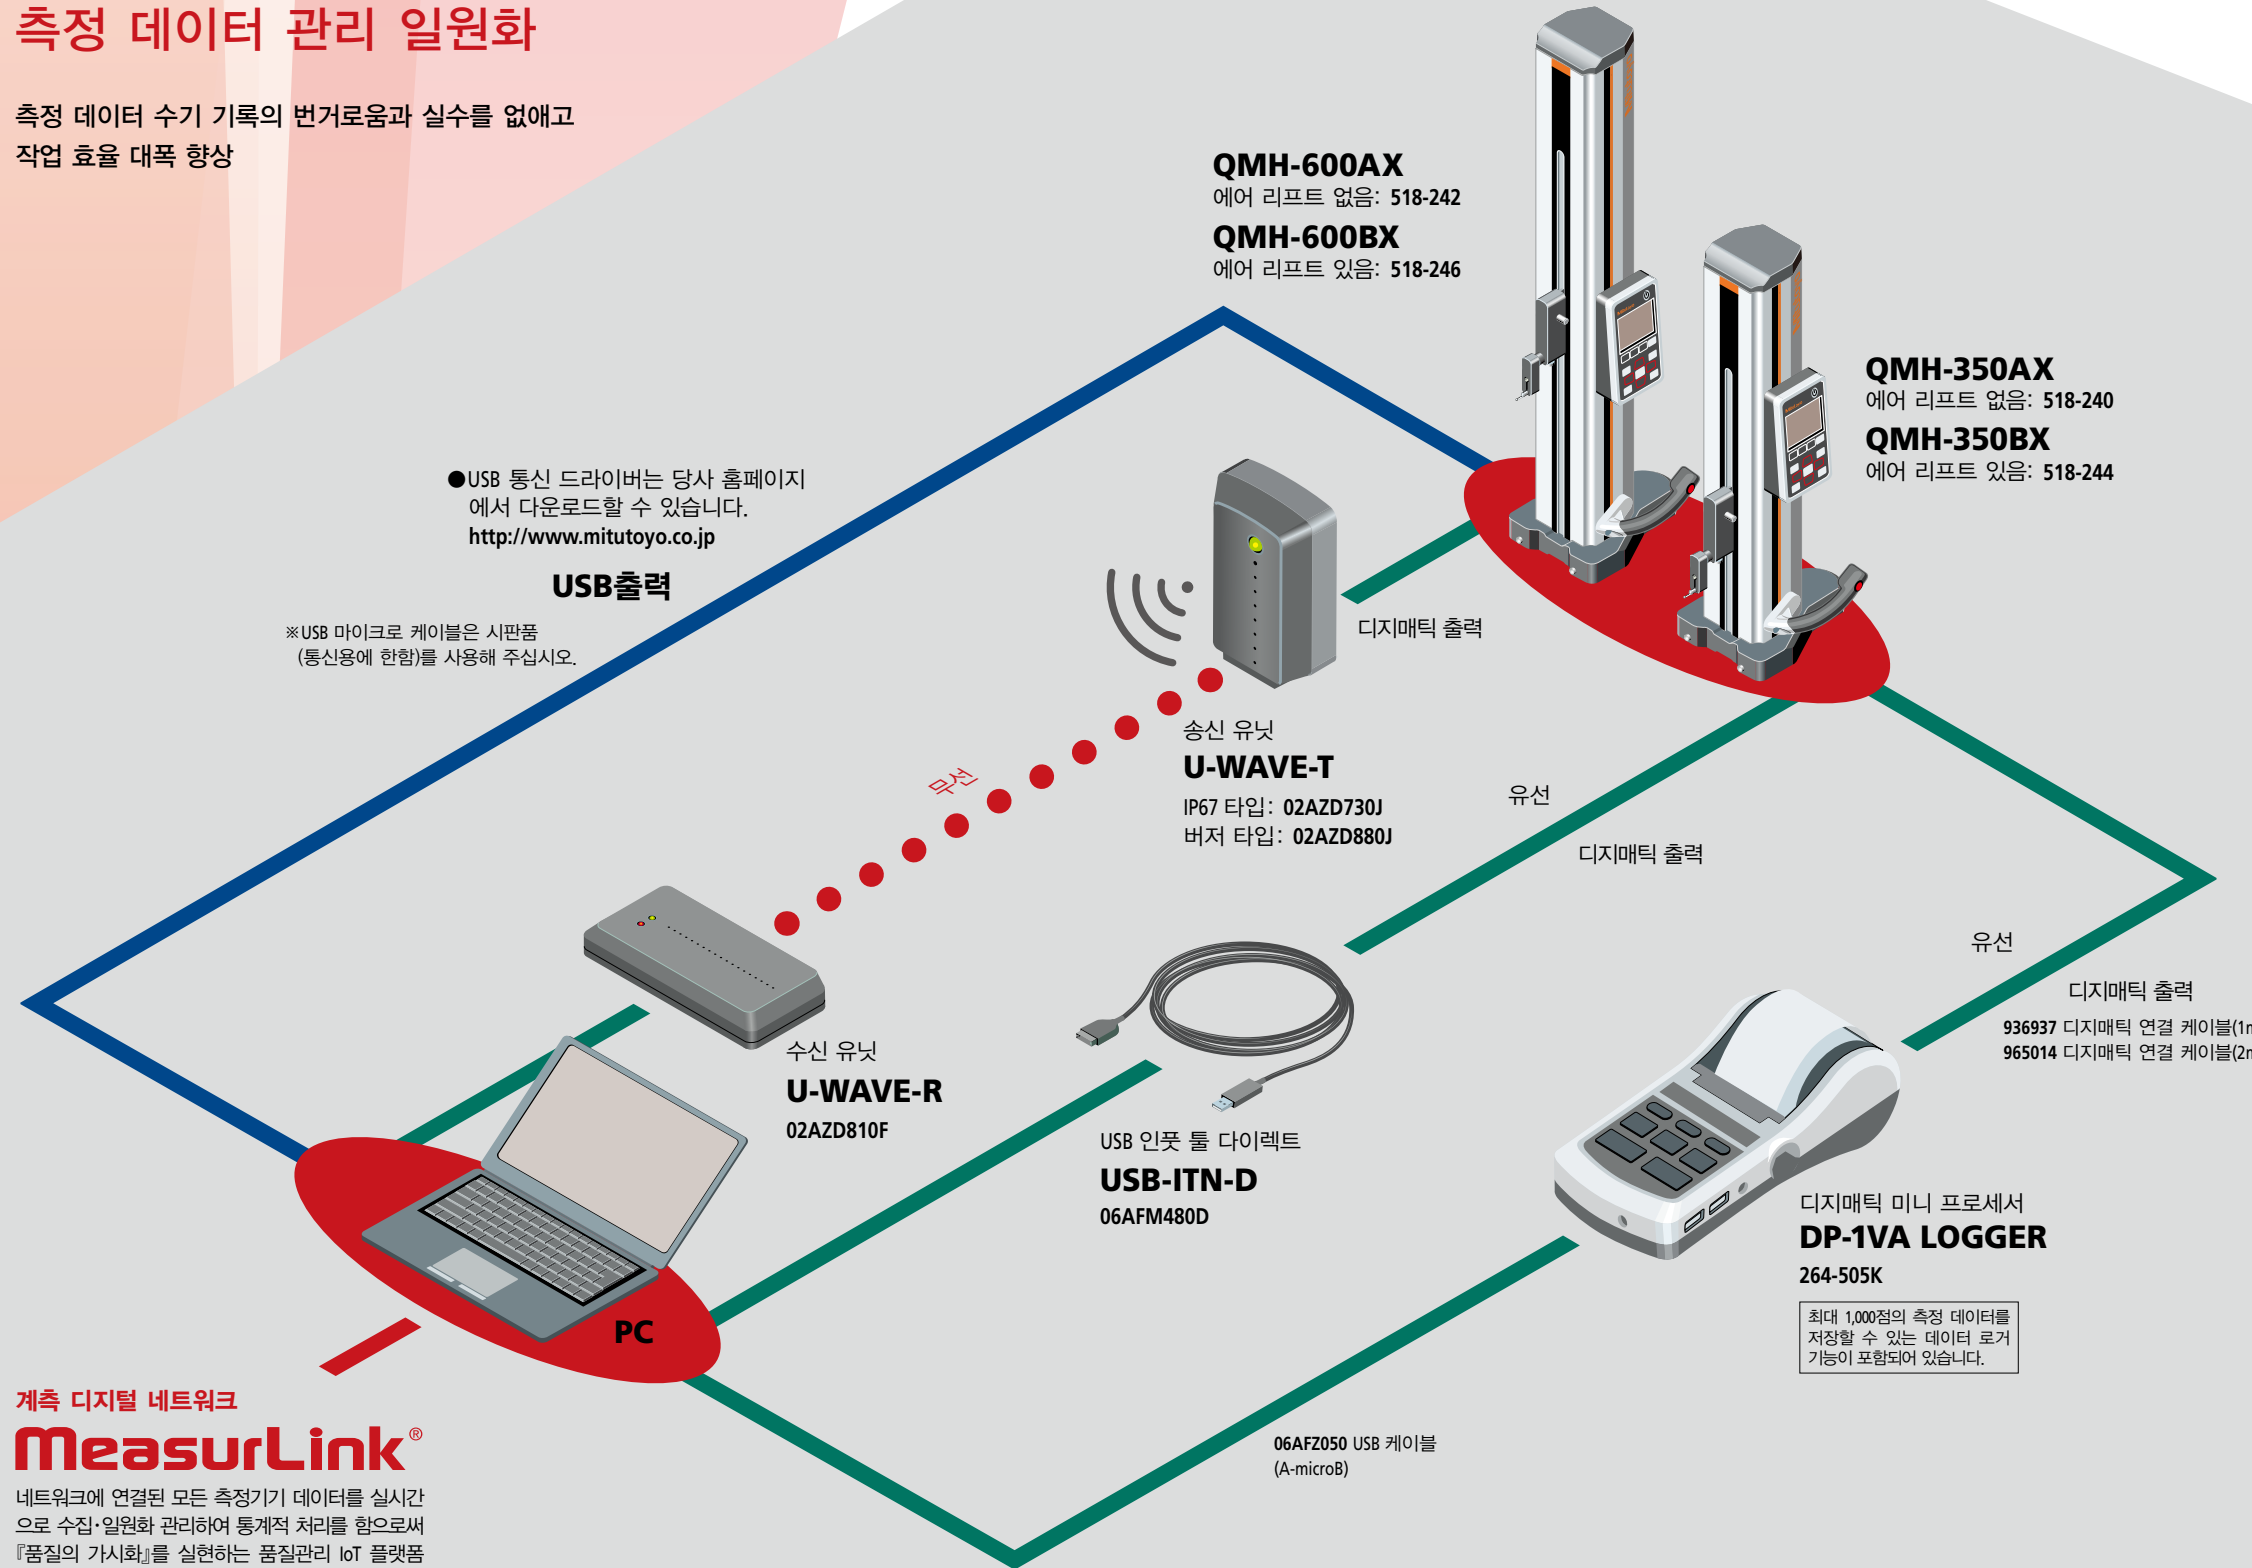 측정 데이터 관리 일원화
측정 데이터 수기 기록의 번거로움과 실수를 없애고
작업 효율 대폭 향상
QMH-600AX
에어 리프트 없음: 518-242
QMH-600BX
에어 리프트 있음: 518-246
QMH-350AX
에어 리프트 없음: 518-240
QMH-350BX
에어 리프트 있음: 518-244
●USB 통신 드라이버는 당사 홈페이지
에서 다운로드할 수 있습니다.
http://www.mitutoyo.co.jp
USB출력
※USB 마이크로 케이블은 시판품
(통신용에 한함)를 사용해 주십시오.
디지매틱 출력
송신 유닛
U-WAVE-T
IP67 타입: 02AZD730J
버저 타입: 02AZD880J
무선
유선
디지매틱 출력
유선
디지매틱 출력
936937 디지매틱 연결 케이블(1m
965014 디지매틱 연결 케이블(2m
수신 유닛
U-WAVE-R
02AZD810F
USB 인풋 툴 다이렉트
USB-ITN-D
06AFM480D
디지매틱 미니 프로세서
DP-1VA LOGGER
264-505K
최대 1,000점의 측정 데이터를
저장할 수 있는 데이터 로거
기능이 포함되어 있습니다.
PC
06AFZ050 USB 케이블
(A-microB)
계측 디지털 네트워크
MeasurLink®
네트워크에 연결된 모든 측정기기 데이터를 실시간
으로 수집·일원화 관리하여 통계적 처리를 함으로써
『품질의 가시화』를 실현하는 품질관리 IoT 플랫폼